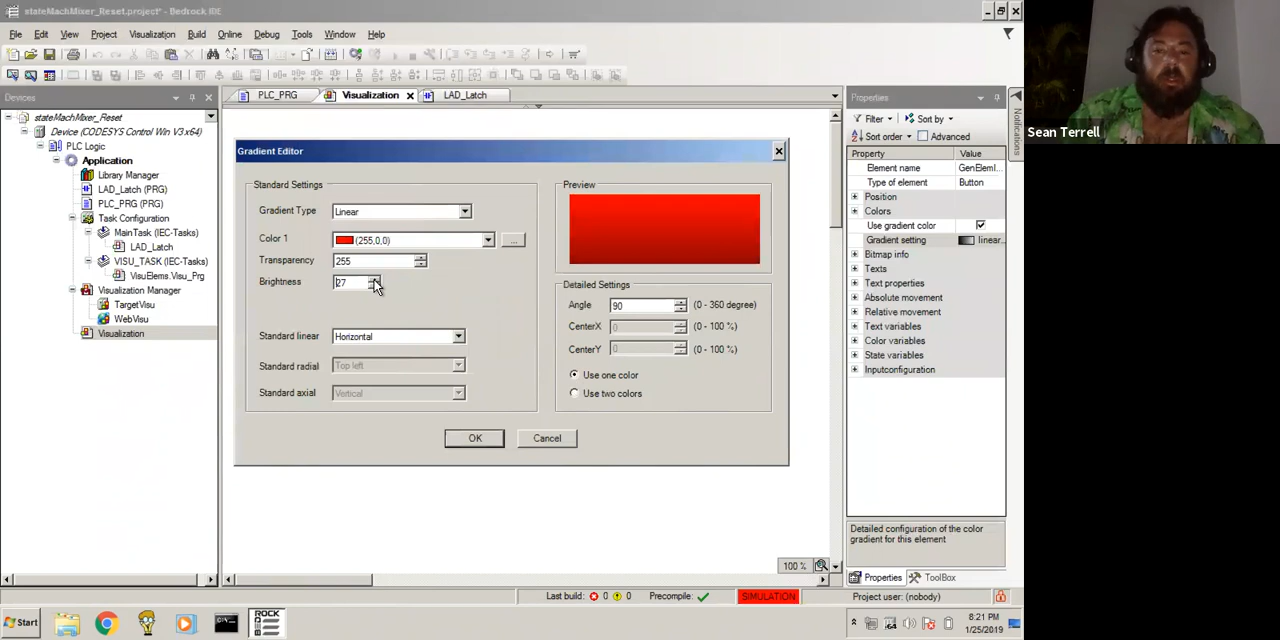 stateMachMixer_Reset.project* - Bedrock IDE
File Edit View Project Visualization Build Online Debug Tools Window Help
Devices
stateMachMixer_Reset
Device (CODESYS Control Win V3 x64)
PLC Logic
Application
Library Manager
LAD_Latch (PRG)
PLC_PRG (PRG)
Task Configuration
MainTask (IEC-Tasks)
LAD_Latch
VISU_TASK (IEC-Tasks)
VisuElems.Visu_Prg
Visualization Manager
TargetVisu
WebVisu
Visualization
PLC_PRG Visualization LAD_Latch
Gradient Editor
Standard Settings
Gradient Type Linear
Color 1 (255,0,0) ...
Transparency 255
Brightness 27
Standard linear Horizontal
Standard radial Top left
Standard axial Vertical
Preview
Detailed Settings
Angle 90 (0 - 360 degree)
CenterX 0 (0 - 100 %)
CenterY 0 (0 - 100 %)
Use one color
Use two colors
OK Cancel
100 %
Properties
Filter Sort by
Sort order Advanced
Property Value
Element name GenElemI...
Type of element Button
Position
Colors
Use gradient color
Gradient setting linear...
Bitmap info
Texts
Text properties
Absolute movement
Relative movement
Text variables
Color variables
State variables
Inputconfiguration
Detailed configuration of the color
gradient for this element
Properties ToolBox
Notifications
Last build: 0 0 Precompile: SIMULATION Project user: (nobody)
Start
ROCK
8:21 PM
1/25/2019
Sean Terrell